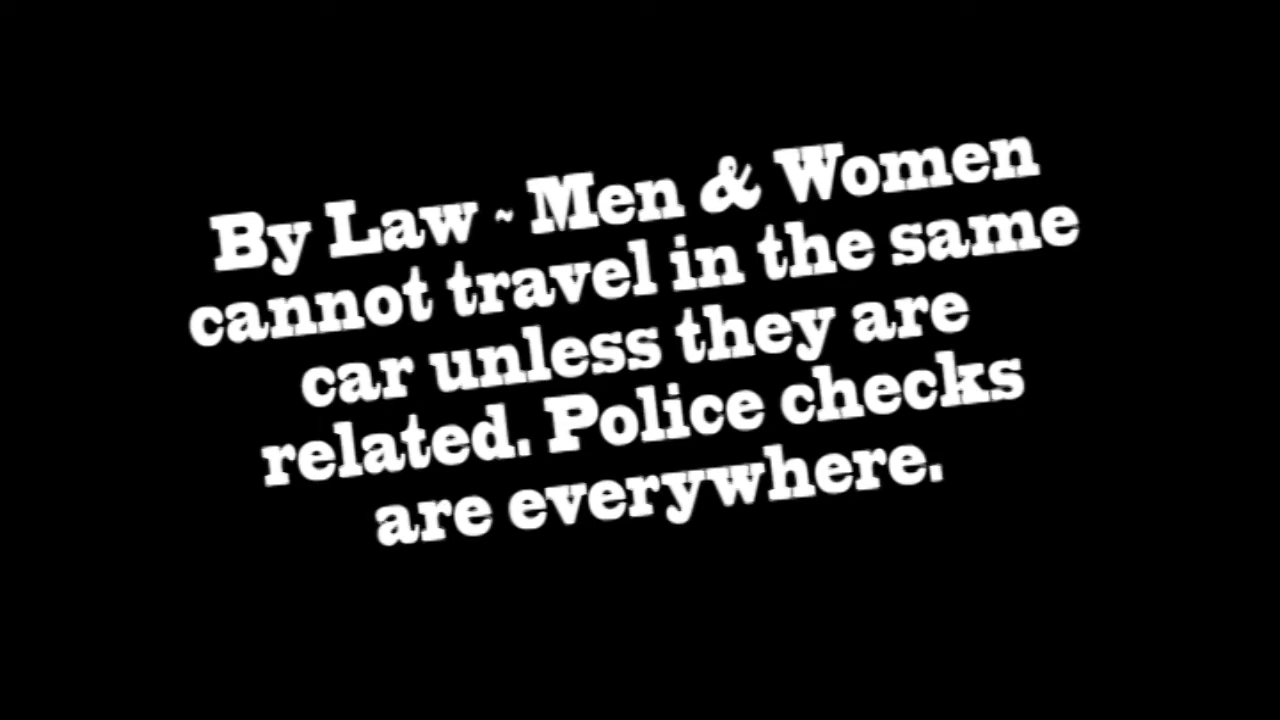 By Law ~ Men & Women
cannot travel in the same
car unless they are
related. Police checks
are everywhere.